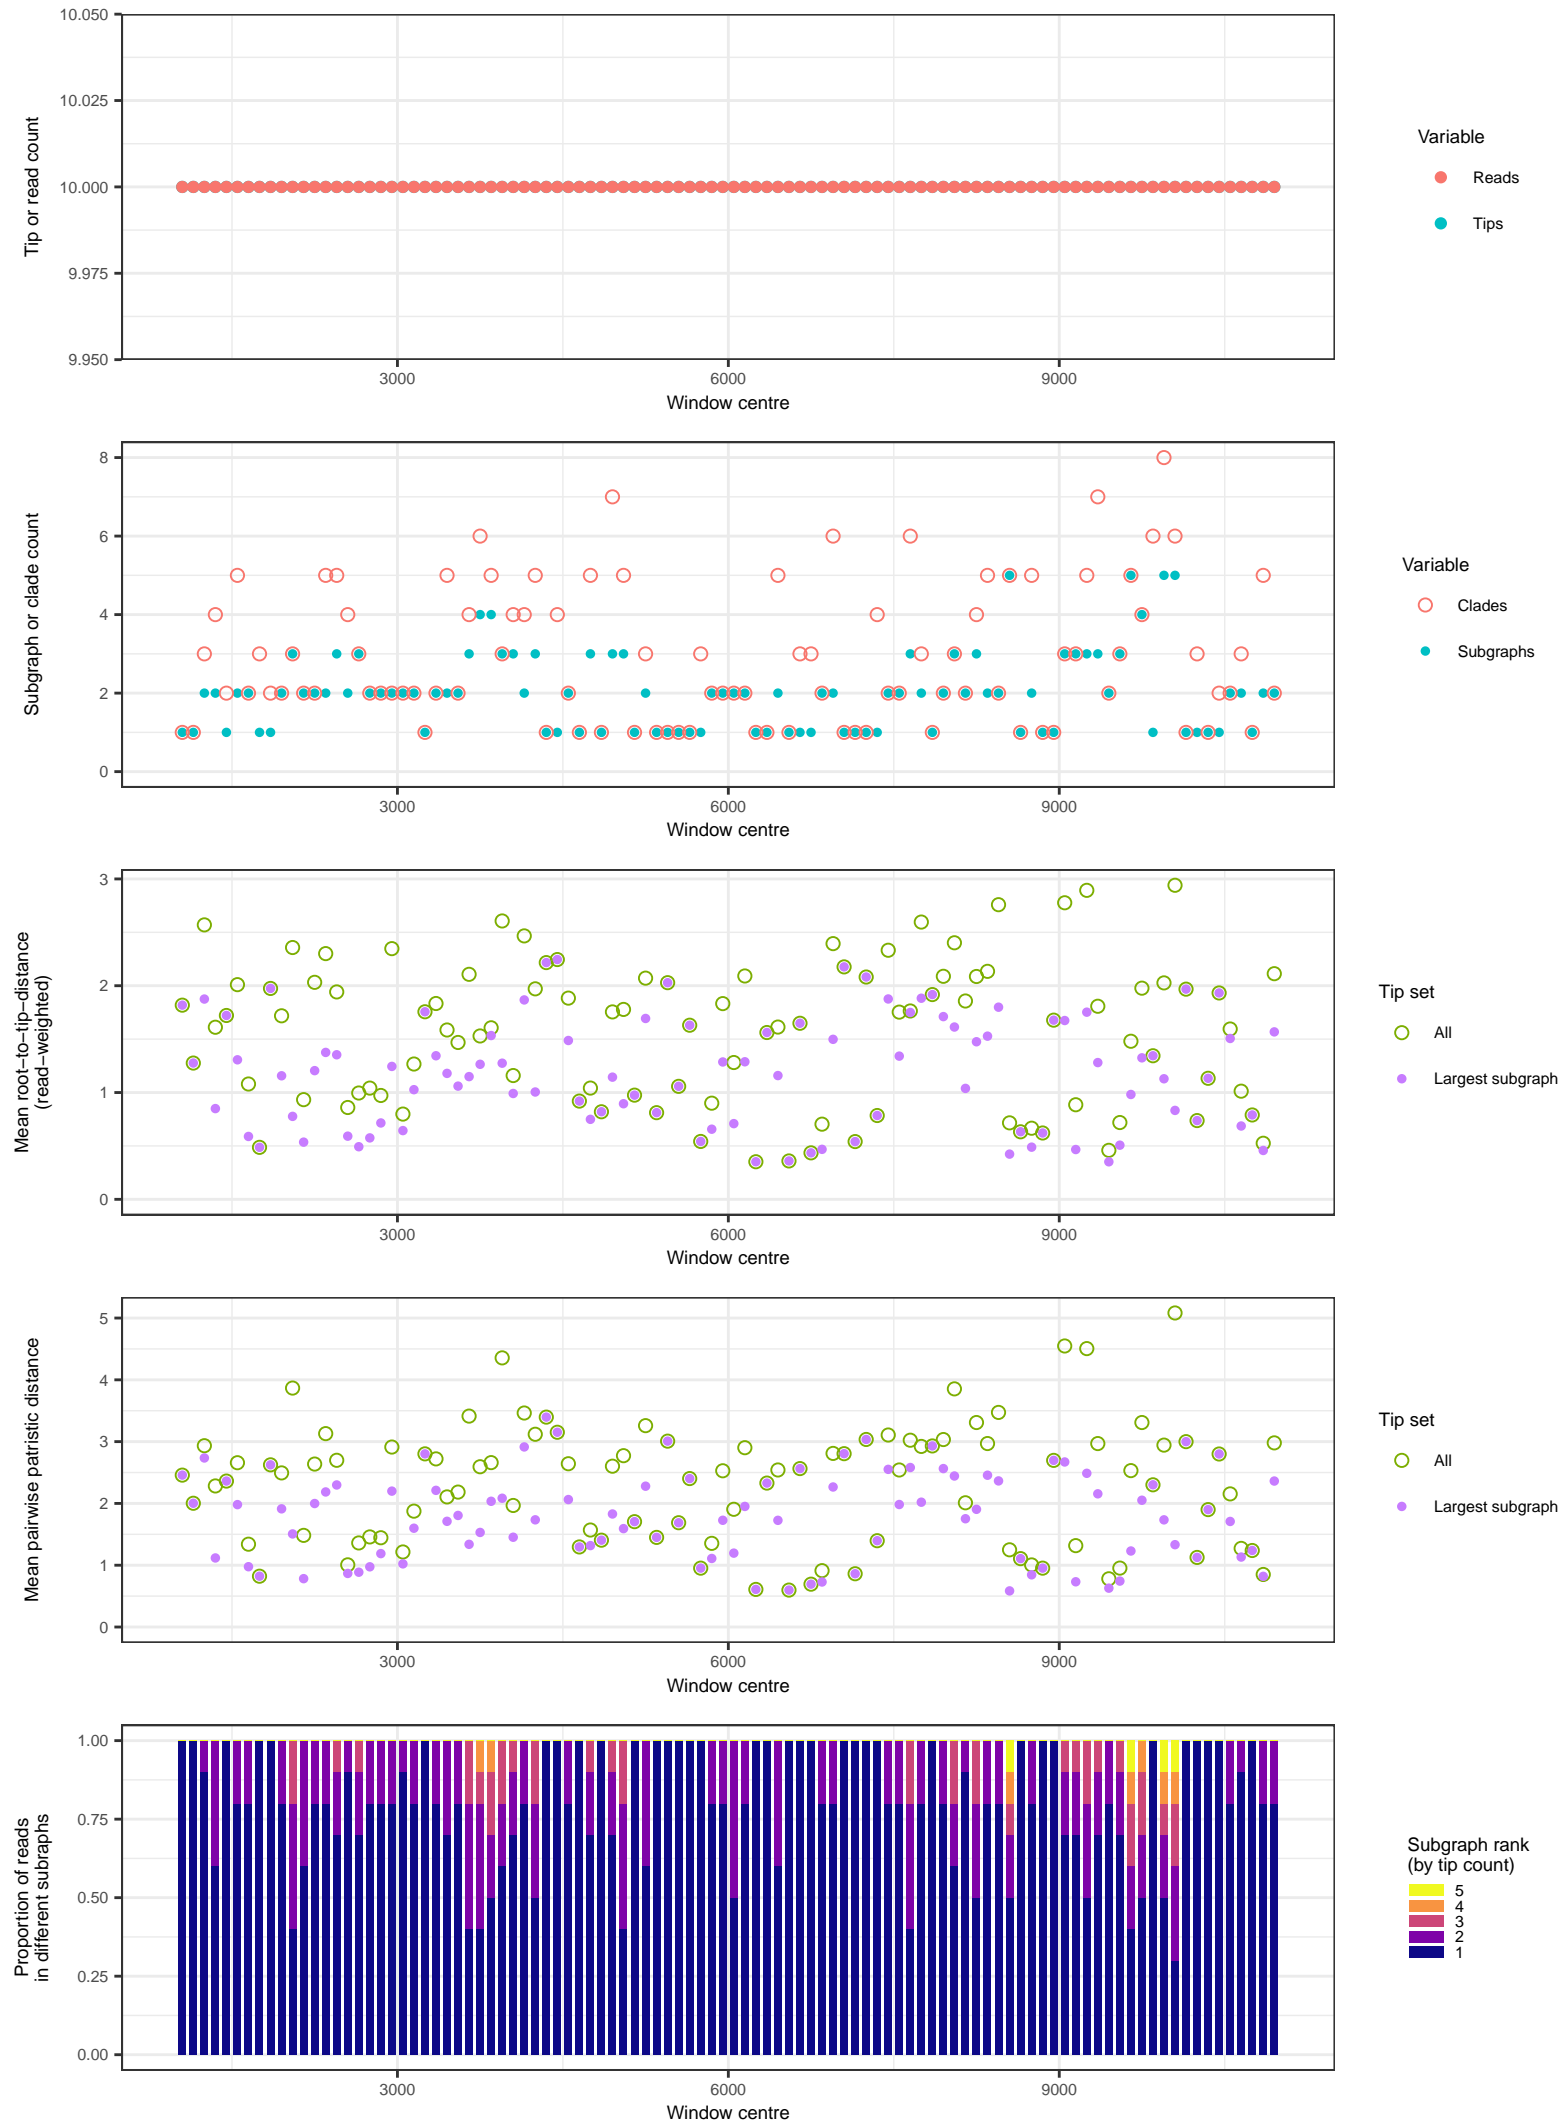 10.050
10.025
10.000
9.975
9.950
Tip or read count
3000 6000 9000
Window centre
Variable
Reads
Tips
8
6
4
2
0
Subgraph or clade count
3000 6000 9000
Window centre
Variable
Clades
Subgraphs
3
2
1
0
Mean root−to−tip−distance
(read−weighted)
3000 6000 9000
Window centre
Tip set
All
Largest subgraph
5
4
3
2
1
0
Mean pairwise patristic distance
3000 6000 9000
Window centre
Tip set
All
Largest subgraph
1.00
0.75
0.50
0.25
0.00
Proportion of reads
in different subraphs
3000 6000 9000
Window centre
Subgraph rank
(by tip count)
5
4
3
2
1